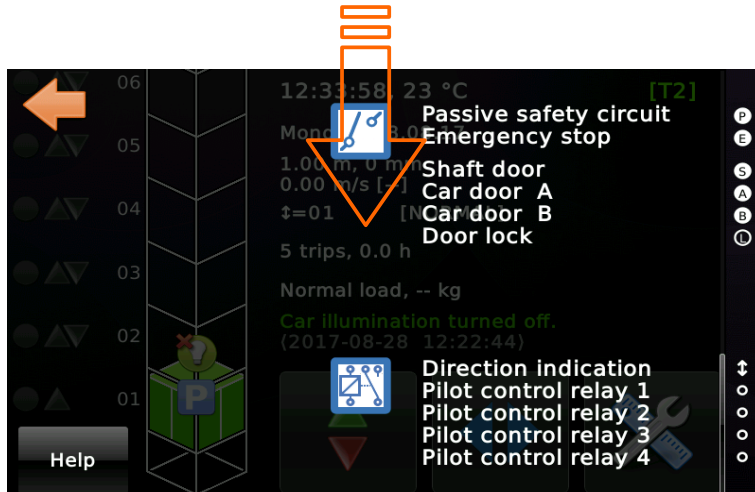 06
12:33:58, 23 °C [T2]
Passive safety circuit P
Emergency stop E
05
Shaft door S
0.00 m/s [--]
Car door A A
04
↕=01
Car door B B
Door lock L
5 trips, 0.0 h
03
Normal load, -- kg
Car illumination turned off.
02
(2017-08-28 12:22:44)
Direction indication
01
P
Pilot control relay 1
Pilot control relay 2
Pilot control relay 3
Pilot control relay 4
Help